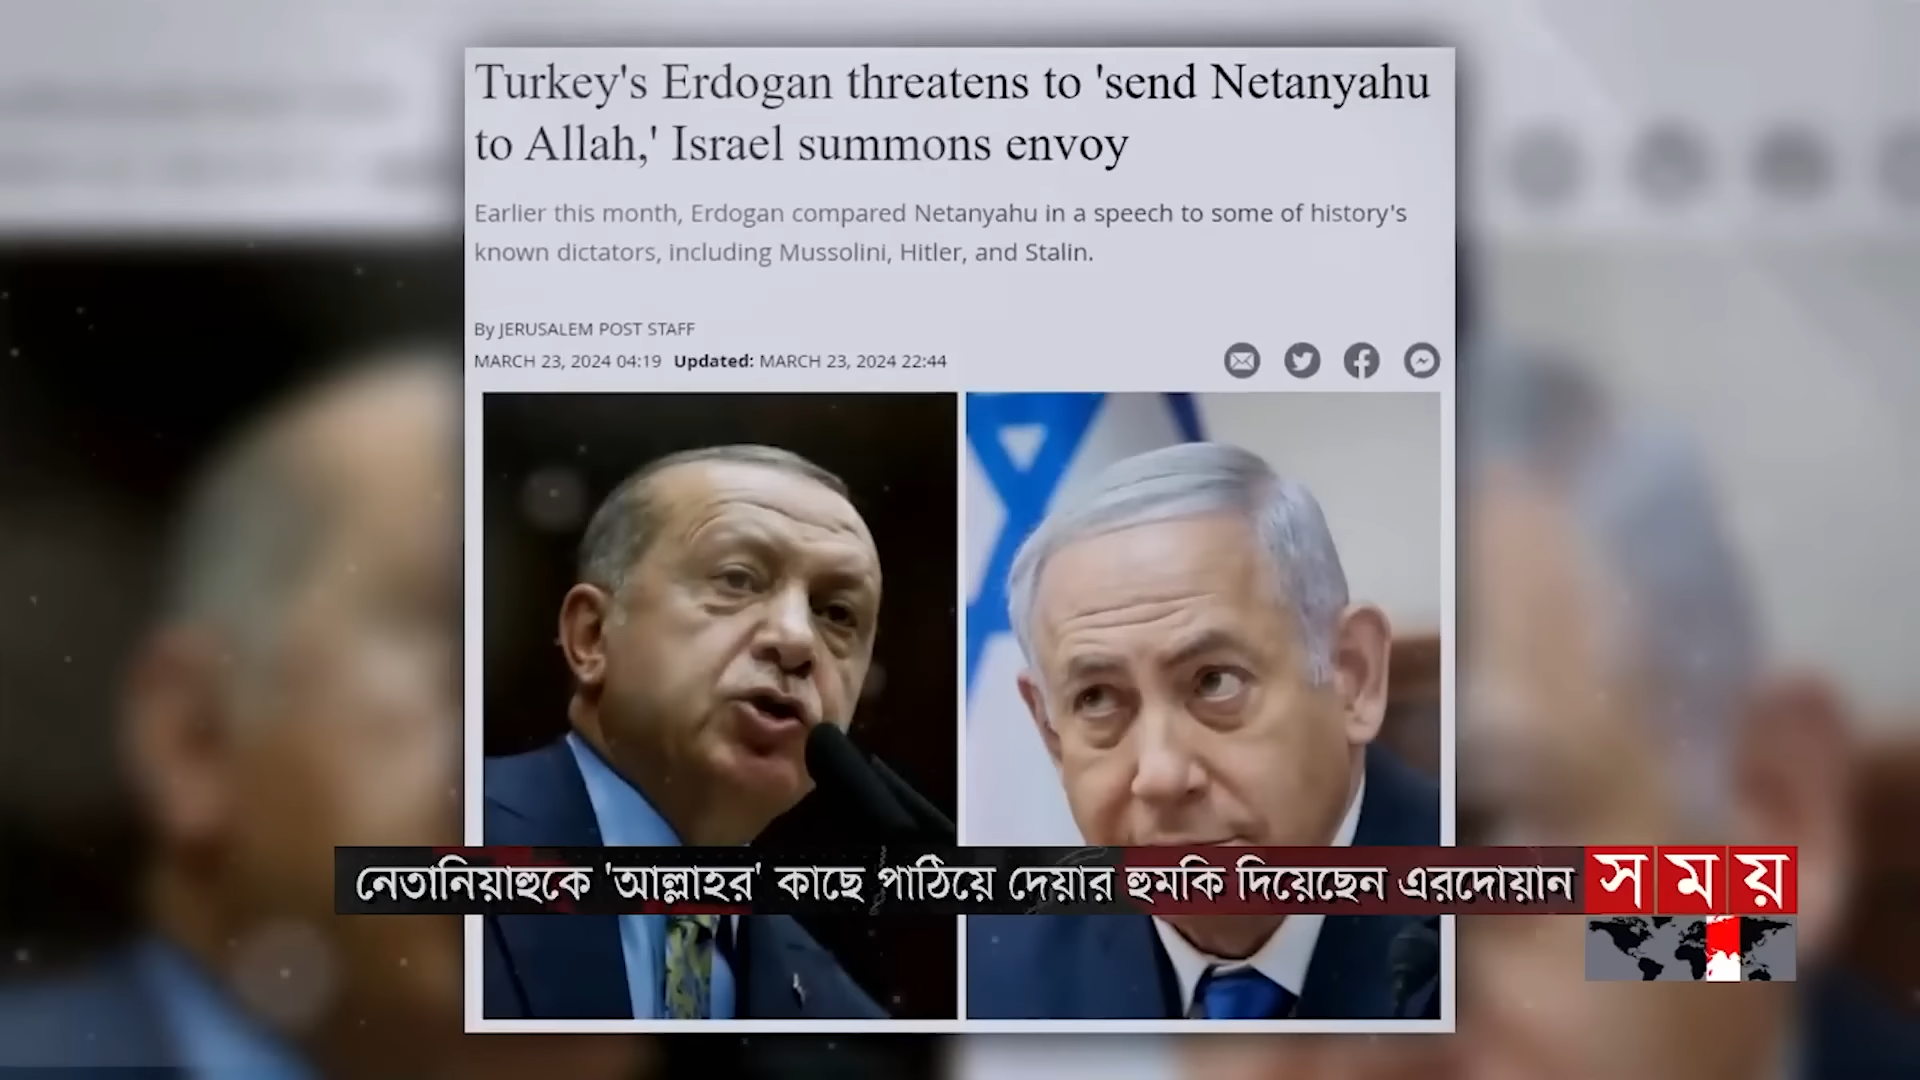 Turkey's Erdogan threatens to 'send Netanyahu
to Allah,' Israel summons envoy
Earlier this month, Erdogan compared Netanyahu in a speech to some of history's
known dictators, including Mussolini, Hitler, and Stalin.
By JERUSALEM POST STAFF
MARCH 23, 2024 04:19 Updated: MARCH 23, 2024 22:44
নেতানিয়াহুকে 'আল্লাহর' কাছে পাঠিয়ে দেয়ার হুমকি দিয়েছেন এরদোয়ান
সময়